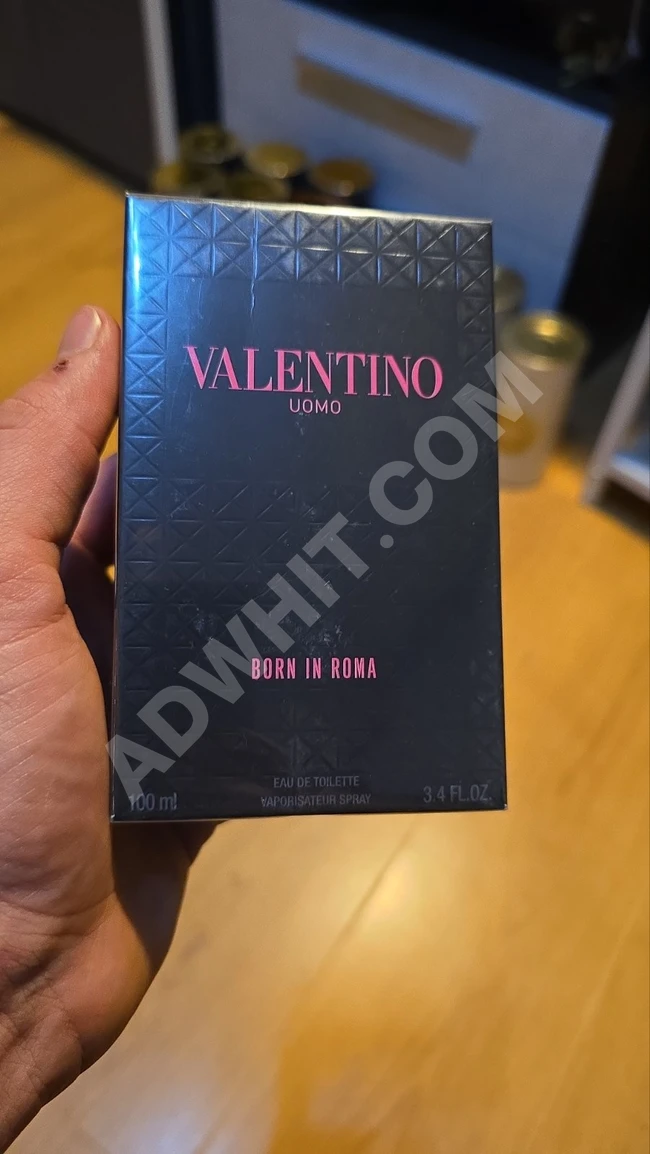 VALENTINO
UOMO
BORN IN ROMA
EAU DE TOILETTE
100 ml VAPORISATEUR SPRAY 3.4 FL.OZ.
ADWHIT.COM